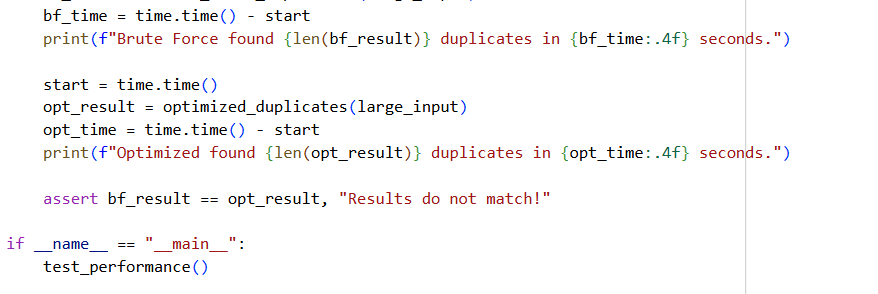 bf_time = time.time() - start
print(f"Brute Force found {len(bf_result)} duplicates in {bf_time:.4f} seconds.")
start = time.time()
opt_result = optimized_duplicates(large_input)
opt_time = time.time() - start
print(f"Optimized found {len(opt_result)} duplicates in {opt_time:.4f} seconds.")
assert bf_result == opt_result, "Results do not match!"
if __name__ == "__main__":
test_performance()